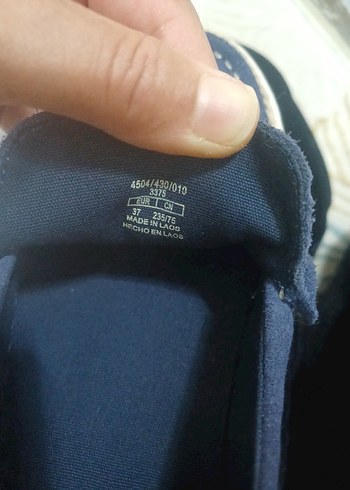 4504/430/010
3375
EUR CN
37 235/75
MADE IN LAOS
HECHO EN LAOS